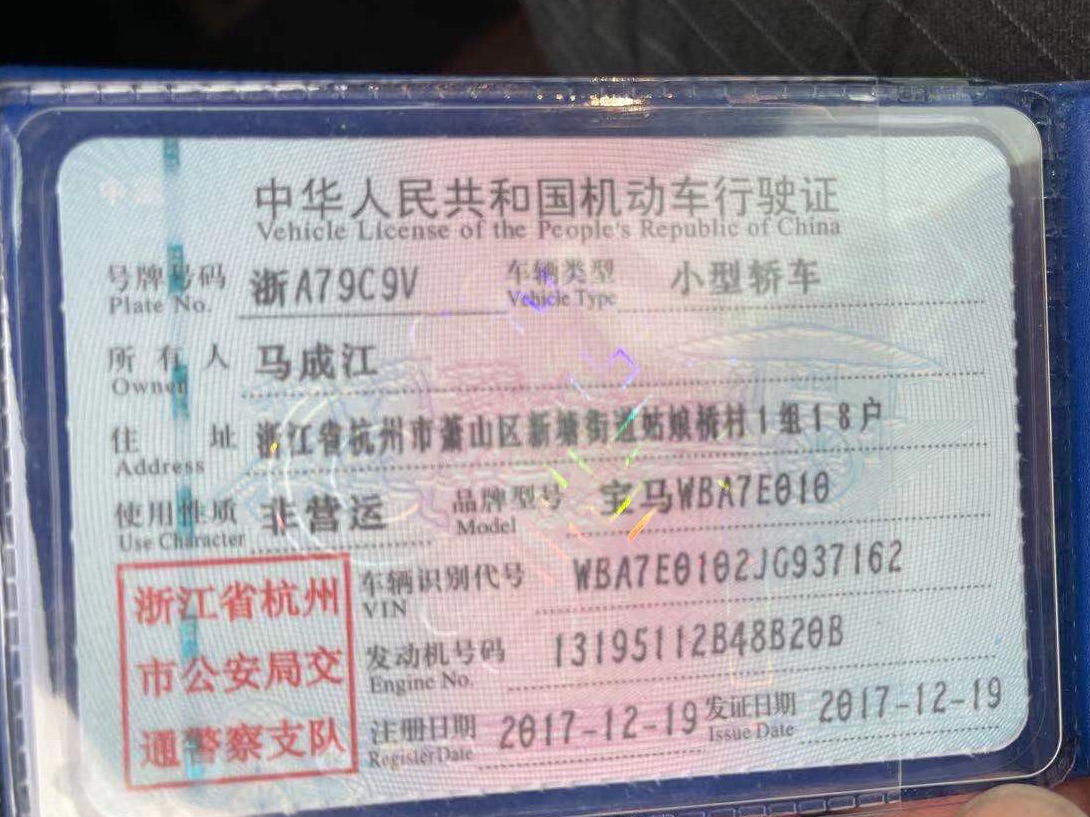 中华人民共和国机动车行驶证
Vehicle License of the People's Republic of China
号牌号码 浙A79C9V 车辆类型 小型轿车
Plate No. Vehicle Type
所有人 马成江
Owner
住址 浙江省杭州市萧山区新塘街道姑娘桥村1组18户
Address
使用性质 非营运 品牌型号 宝马WBA7E010
Use Character Model
浙江省杭州
市公安局交
通警察支队
车辆识别代号 WBA7E0102JG937162
VIN
发动机号码 13195112B48B20B
Engine No.
注册日期 2017-12-19 发证日期 2017-12-19
Register Date Issue Date